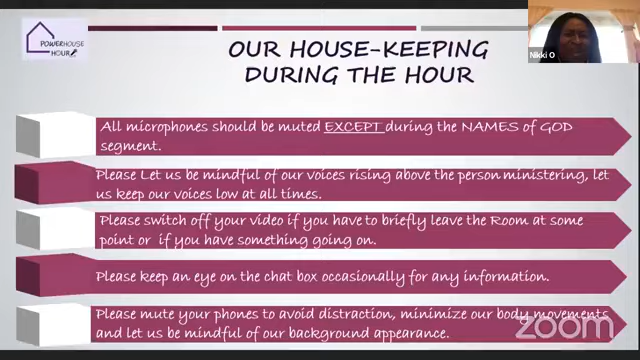 POWERHOUSE
HOUR
OUR HOUSE-KEEPING
DURING THE HOUR
Nikki O
All microphones should be muted EXCEPT during the NAMES of GOD
segment.
Please Let us be mindful of our voices rising above the person ministering, let
us keep our voices low at all times.
Please switch off your video if you have to briefly leave the Room at some
point or if you have something going on.
Please keep an eye on the chat box occasionally for any information.
Please mute your phones to avoid distraction, minimize our body movements
and let us be mindful of our background appearance.
zoom